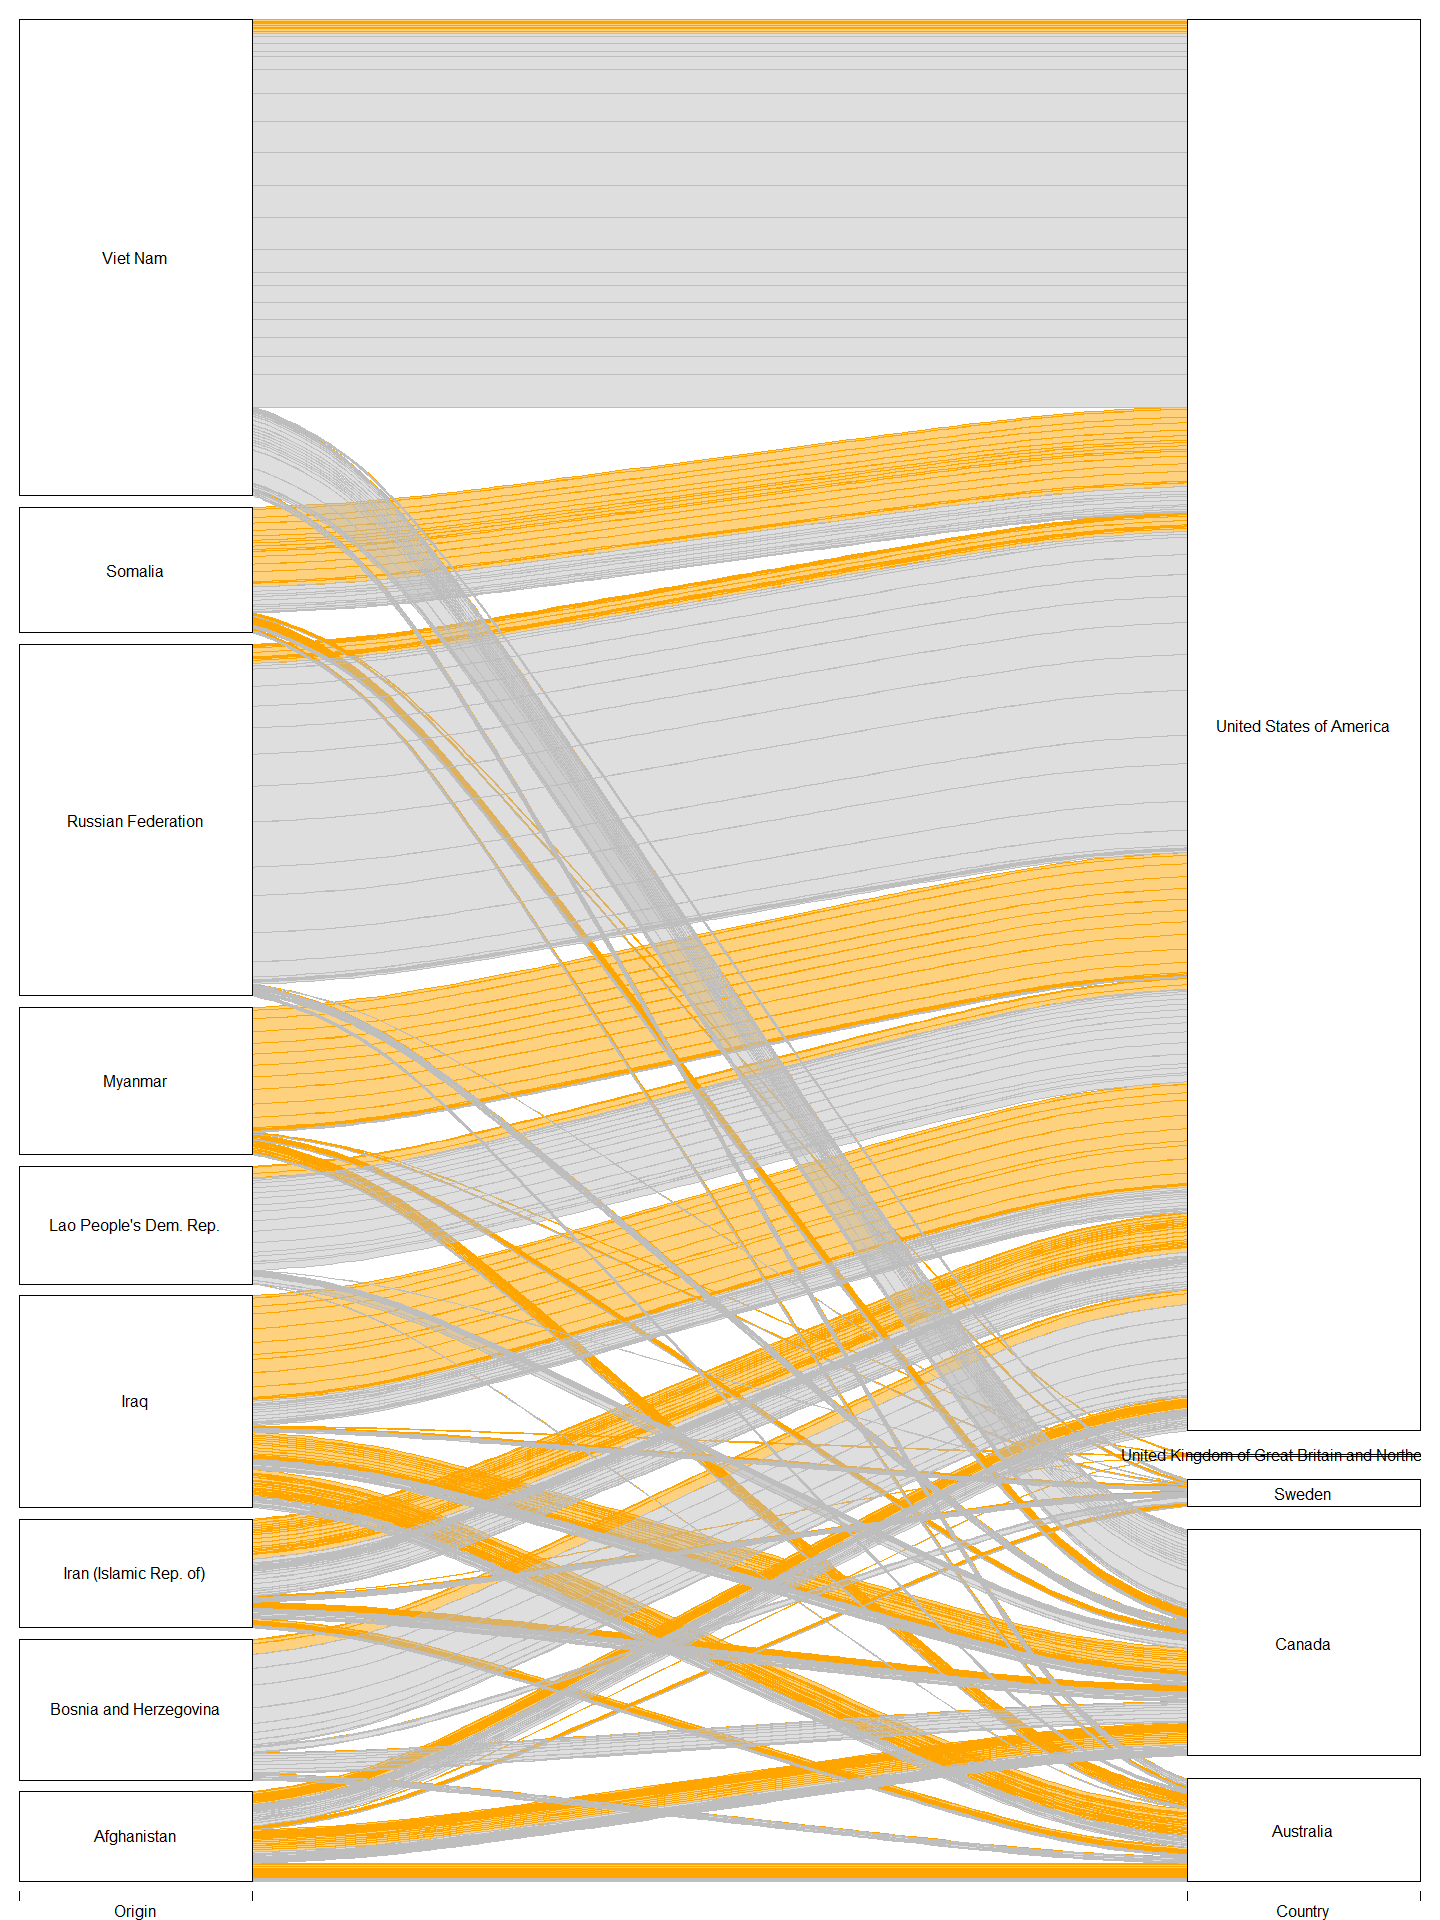 Viet Nam
Somalia
Russian Federation
Myanmar
Lao People's Dem. Rep.
Iraq
Iran (Islamic Rep. of)
Bosnia and Herzegovina
Afghanistan
Origin
United States of America
United Kingdom of Great Britain and Northe
Sweden
Canada
Australia
Country